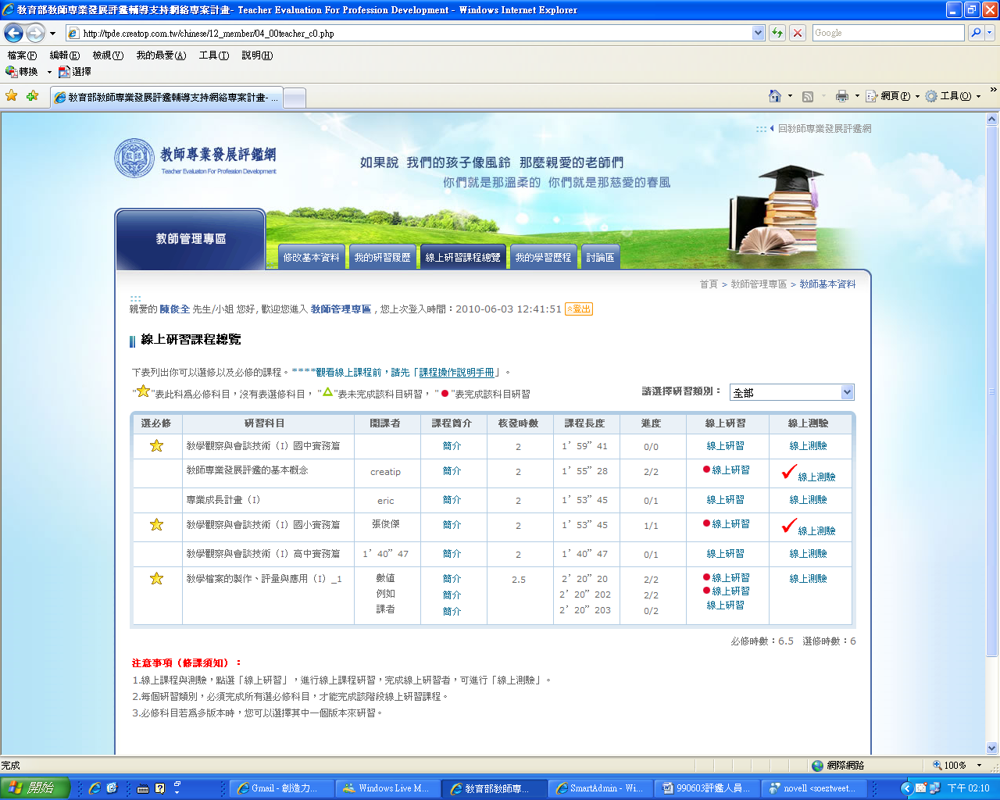 教育部教師專業發展評鑑輔導支持網絡專案計畫- Teacher Evaluation For Profession Development - Windows Internet Explorer
http://tpde.creatop.com.tw/chinese/12_member/04_00teacher_c0.php
Google
檔案(F) 編輯(E) 檢視(V) 我的最愛(A) 工具(T) 說明(H)
轉換 選擇
教育部教師專業發展評鑑輔導支持網絡專案計畫- ...
網頁(P) 工具(O) »
回教師專業發展評鑑網
教師專業發展評鑑網
Teacher Evaluation For Profession Development
如果說 我們的孩子像風鈴 那麼親愛的老師們
你們就是那溫柔的 你們就是那慈愛的春風
教師管理專區
修改基本資料 我的研習履歷 線上研習課程總覽 我的學習歷程 討論區
首頁 > 教師管理專區 > 教師基本資料
親愛的 陳俊全 先生/小姐 您好, 歡迎您進入 教師管理專區 , 您上次登入時間：2010-06-03 12:41:51 登出
線上研習課程總覽
下表列出你可以選修以及必修的課程。****觀看線上課程前，請先「課程操作說明手冊」。
"☆"表此科為必修科目，沒有表選修科目， "△"表未完成該科目研習， "●"表完成該科目研習
請選擇研習類別： 全部
選必修 研習科目 開課者 課程簡介 核發時數 課程長度 進度 線上研習 線上測驗
☆ 教學觀察與會談技術（I）國中實務篇 簡介 2 1’59”41 0/0 線上研習 線上測驗
教師專業發展評鑑的基本概念 creatip 簡介 2 1’55”28 2/2 ●線上研習 ✓線上測驗
專業成長計畫（I） eric 簡介 2 1’53”45 0/1 線上研習 線上測驗
☆ 教學觀察與會談技術（I）國小實務篇 張俊傑 簡介 2 1’53”45 1/1 ●線上研習 ✓線上測驗
教學觀察與會談技術（I）高中實務篇 1’40”47 簡介 2 1’40”47 0/1 線上研習 線上測驗
☆ 教學檔案的製作、評量與應用（I）_1 數值 簡介 2.5 2’20”20 2/2 ●線上研習 線上測驗
例如 簡介 2’20”202 2/2 ●線上研習
課者 簡介 2’20”203 0/2 線上研習
必修時數：6.5 選修時數：6
注意事項（修課須知）：
1.線上課程與測驗，點選「線上研習」，進行線上課程研習，完成線上研習者，可進行「線上測驗」。
2.每個研習類別，必須完成所有選必修科目，才能完成該階段線上研習課程。
3.必修科目若為多版本時，您可以選擇其中一個版本來研習。
完成 網際網路 100%
開始 Gmail - 創造力... Windows Live M... 教育部教師專... SmartAdmin - Wi... 990603評鑑人員... novell <soeztweet... 下午 02:10